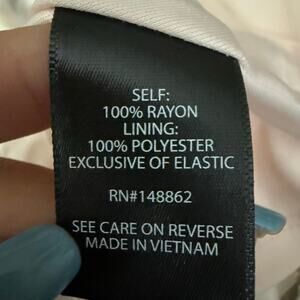 SELF:
100% RAYON
LINING:
100% POLYESTER
EXCLUSIVE OF ELASTIC
RN#148862
SEE CARE ON REVERSE
MADE IN VIETNAM